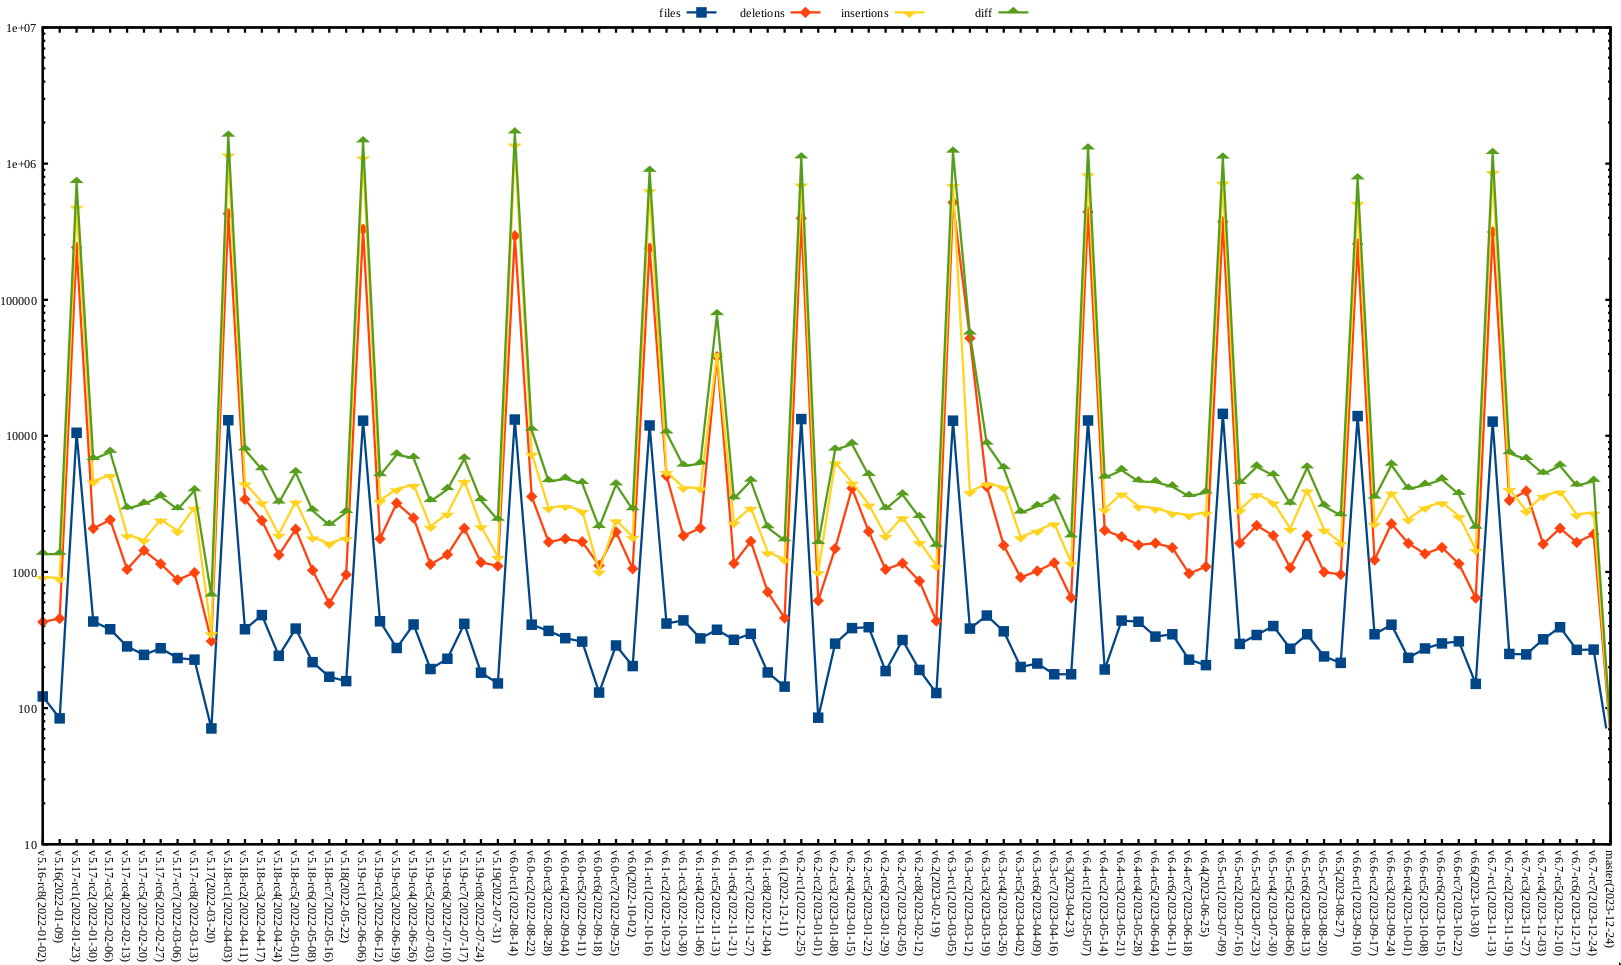 files deletions insertions diff
1e+07
1e+06
100000
10000
1000
100
10
v5.16-rc8(2022-01-02)
v5.16(2022-01-09)
v5.17-rc1(2022-01-23)
v5.17-rc2(2022-01-30)
v5.17-rc3(2022-02-06)
v5.17-rc4(2022-02-13)
v5.17-rc5(2022-02-20)
v5.17-rc6(2022-02-27)
v5.17-rc7(2022-03-06)
v5.17-rc8(2022-03-13)
v5.17(2022-03-20)
v5.18-rc1(2022-04-03)
v5.18-rc2(2022-04-11)
v5.18-rc3(2022-04-17)
v5.18-rc4(2022-04-24)
v5.18-rc5(2022-05-01)
v5.18-rc6(2022-05-08)
v5.18-rc7(2022-05-16)
v5.18(2022-05-22)
v5.19-rc1(2022-06-06)
v5.19-rc2(2022-06-12)
v5.19-rc3(2022-06-19)
v5.19-rc4(2022-06-26)
v5.19-rc5(2022-07-03)
v5.19-rc6(2022-07-10)
v5.19-rc7(2022-07-17)
v5.19-rc8(2022-07-24)
v5.19(2022-07-31)
v6.0-rc1(2022-08-14)
v6.0-rc2(2022-08-22)
v6.0-rc3(2022-08-28)
v6.0-rc4(2022-09-04)
v6.0-rc5(2022-09-11)
v6.0-rc6(2022-09-18)
v6.0-rc7(2022-09-25)
v6.0(2022-10-02)
v6.1-rc1(2022-10-16)
v6.1-rc2(2022-10-23)
v6.1-rc3(2022-10-30)
v6.1-rc4(2022-11-06)
v6.1-rc5(2022-11-13)
v6.1-rc6(2022-11-21)
v6.1-rc7(2022-11-27)
v6.1-rc8(2022-12-04)
v6.1(2022-12-11)
v6.2-rc1(2022-12-25)
v6.2-rc2(2023-01-01)
v6.2-rc3(2023-01-08)
v6.2-rc4(2023-01-15)
v6.2-rc5(2023-01-22)
v6.2-rc6(2023-01-29)
v6.2-rc7(2023-02-05)
v6.2-rc8(2023-02-12)
v6.2(2023-02-19)
v6.3-rc1(2023-03-05)
v6.3-rc2(2023-03-12)
v6.3-rc3(2023-03-19)
v6.3-rc4(2023-03-26)
v6.3-rc5(2023-04-02)
v6.3-rc6(2023-04-09)
v6.3-rc7(2023-04-16)
v6.3(2023-04-23)
v6.4-rc1(2023-05-07)
v6.4-rc2(2023-05-14)
v6.4-rc3(2023-05-21)
v6.4-rc4(2023-05-28)
v6.4-rc5(2023-06-04)
v6.4-rc6(2023-06-11)
v6.4-rc7(2023-06-18)
v6.4(2023-06-25)
v6.5-rc1(2023-07-09)
v6.5-rc2(2023-07-16)
v6.5-rc3(2023-07-23)
v6.5-rc4(2023-07-30)
v6.5-rc5(2023-08-06)
v6.5-rc6(2023-08-13)
v6.5-rc7(2023-08-20)
v6.5(2023-08-27)
v6.6-rc1(2023-09-10)
v6.6-rc2(2023-09-17)
v6.6-rc3(2023-09-24)
v6.6-rc4(2023-10-01)
v6.6-rc5(2023-10-08)
v6.6-rc6(2023-10-15)
v6.6-rc7(2023-10-22)
v6.6(2023-10-30)
v6.7-rc1(2023-11-13)
v6.7-rc2(2023-11-19)
v6.7-rc3(2023-11-27)
v6.7-rc4(2023-12-03)
v6.7-rc5(2023-12-10)
v6.7-rc6(2023-12-17)
v6.7-rc7(2023-12-24)
master(2023-12-24)